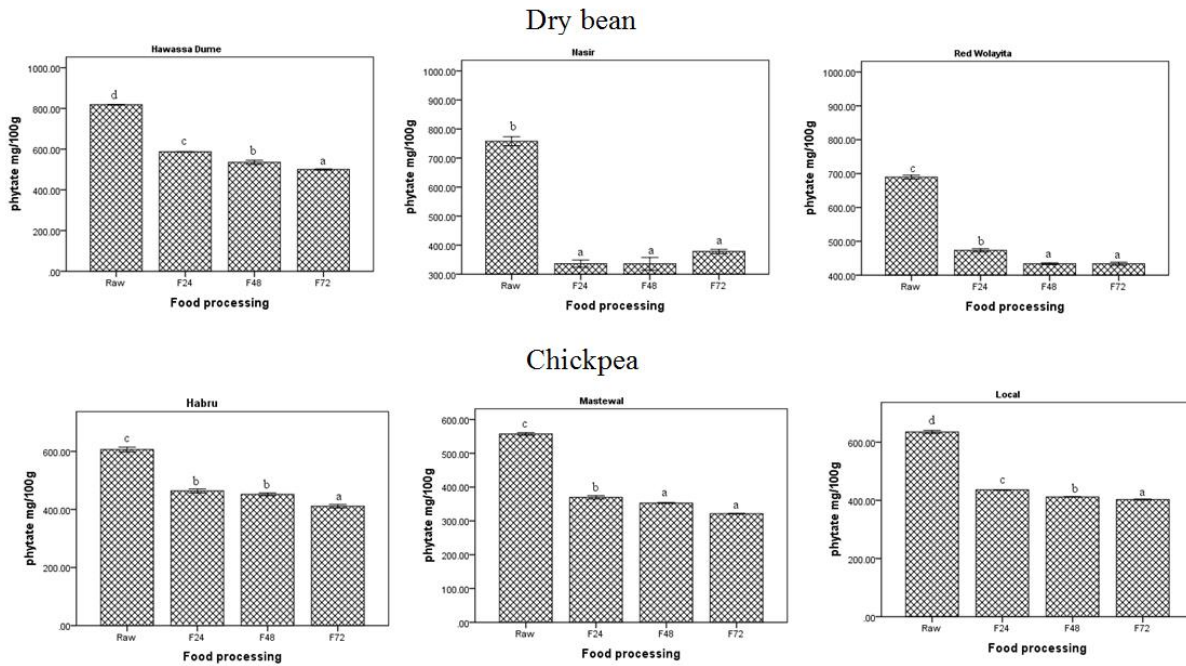 Dry bean
Hawassa Dume
phytate mg/100g
1000.00
800.00
600.00
400.00
200.00
.00
d
c
b
a
Raw F24 F48 F72
Food processing
Nasir
phytate mg/100g
1000.00
900.00
800.00
700.00
600.00
500.00
400.00
300.00
b
a
a
a
Raw F24 F48 F72
Food processing
Red Wolayita
phytate mg/100g
1000.00
900.00
800.00
700.00
600.00
500.00
400.00
c
b
a
a
Raw F24 F48 F72
Food processing
Chickpea
Habru
phytate mg/100g
600.00
400.00
200.00
.00
c
b
b
a
Raw F24 F48 F72
Food processing
Mastewal
phytate mg/100g
600.00
500.00
400.00
300.00
200.00
100.00
.00
c
b
a
a
Raw F24 F48 F72
Food processing
Local
phytate mg/100g
600.00
400.00
200.00
.00
d
c
b
a
Raw F24 F48 F72
Food processing